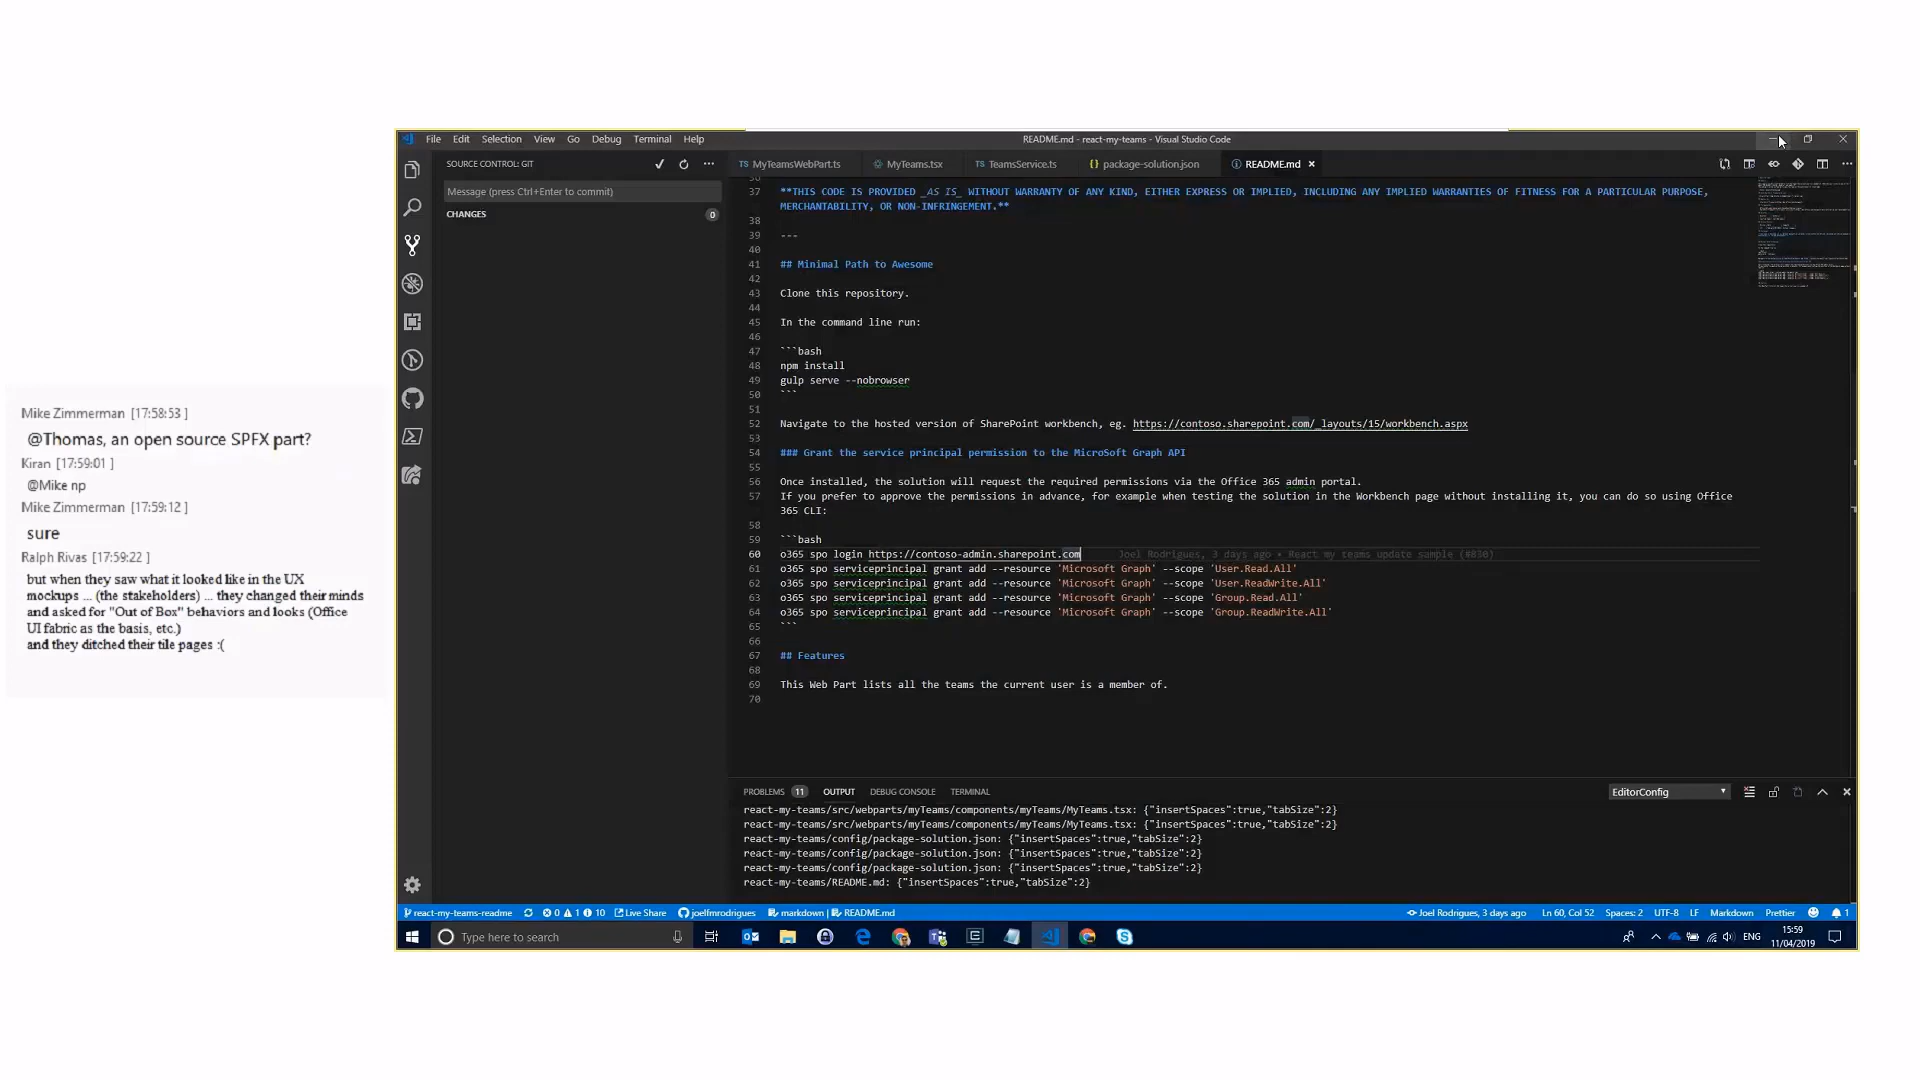 File Edit Selection View Go Debug Terminal Help
README.md - react-my-teams - Visual Studio Code
SOURCE CONTROL: GIT
MyTeamsWebPart.ts
MyTeams.tsx
TeamsService.ts
package-solution.json
README.md
Message (press Ctrl+Enter to commit)
CHANGES 0
36
37 **THIS CODE IS PROVIDED _AS IS_ WITHOUT WARRANTY OF ANY KIND, EITHER EXPRESS OR IMPLIED, INCLUDING ANY IMPLIED WARRANTIES OF FITNESS FOR A PARTICULAR PURPOSE,
MERCHANTABILITY, OR NON-INFRINGEMENT.**
38
39 ---
40
41 ## Minimal Path to Awesome
42
43 Clone this repository.
44
45 In the command line run:
46
47 ```bash
48 npm install
49 gulp serve --nobrowser
50 ```
51
52 Navigate to the hosted version of SharePoint workbench, eg. https://contoso.sharepoint.com/_layouts/15/workbench.aspx
53
54 ### Grant the service principal permission to the MicroSoft Graph API
55
56 Once installed, the solution will request the required permissions via the Office 365 admin portal.
57 If you prefer to approve the permissions in advance, for example when testing the solution in the Workbench page without installing it, you can do so using Office
365 CLI:
58
59 ```bash
60 o365 spo login https://contoso-admin.sharepoint.com Joel Rodrigues, 3 days ago • React my teams update sample (#830)
61 o365 spo serviceprincipal grant add --resource 'Microsoft Graph' --scope 'User.Read.All'
62 o365 spo serviceprincipal grant add --resource 'Microsoft Graph' --scope 'User.ReadWrite.All'
63 o365 spo serviceprincipal grant add --resource 'Microsoft Graph' --scope 'Group.Read.All'
64 o365 spo serviceprincipal grant add --resource 'Microsoft Graph' --scope 'Group.ReadWrite.All'
65 ```
66
67 ## Features
68
69 This Web Part lists all the teams the current user is a member of.
70
Mike Zimmerman [17:58:53 ]
@Thomas, an open source SPFX part?
Kiran [17:59:01 ]
@Mike np
Mike Zimmerman [17:59:12 ]
sure
Ralph Rivas [17:59:22 ]
but when they saw what it looked like in the UX
mockups ... (the stakeholders) ... they changed their minds
and asked for "Out of Box" behaviors and looks (Office
UI fabric as the basis, etc.)
and they ditched their tile pages :(
PROBLEMS 11 OUTPUT DEBUG CONSOLE TERMINAL
EditorConfig
react-my-teams/src/webparts/myTeams/components/myTeams/MyTeams.tsx: {"insertSpaces":true,"tabSize":2}
react-my-teams/src/webparts/myTeams/components/myTeams/MyTeams.tsx: {"insertSpaces":true,"tabSize":2}
react-my-teams/config/package-solution.json: {"insertSpaces":true,"tabSize":2}
react-my-teams/config/package-solution.json: {"insertSpaces":true,"tabSize":2}
react-my-teams/config/package-solution.json: {"insertSpaces":true,"tabSize":2}
react-my-teams/README.md: {"insertSpaces":true,"tabSize":2}
react-my-teams-readme 0 1 10 Live Share joelfmrodrigues markdown | README.md
Joel Rodrigues, 3 days ago Ln 60, Col 52 Spaces: 2 UTF-8 LF Markdown Prettier 1
Type here to search
ENG
15:59
11/04/2019